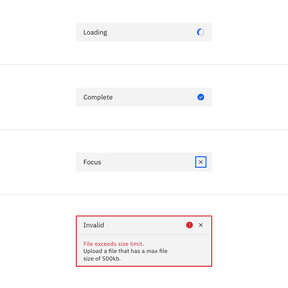 Loading
Complete
Focus
Invalid
File exceeds size limit.
Upload a file that has a max file
size of 500kb.